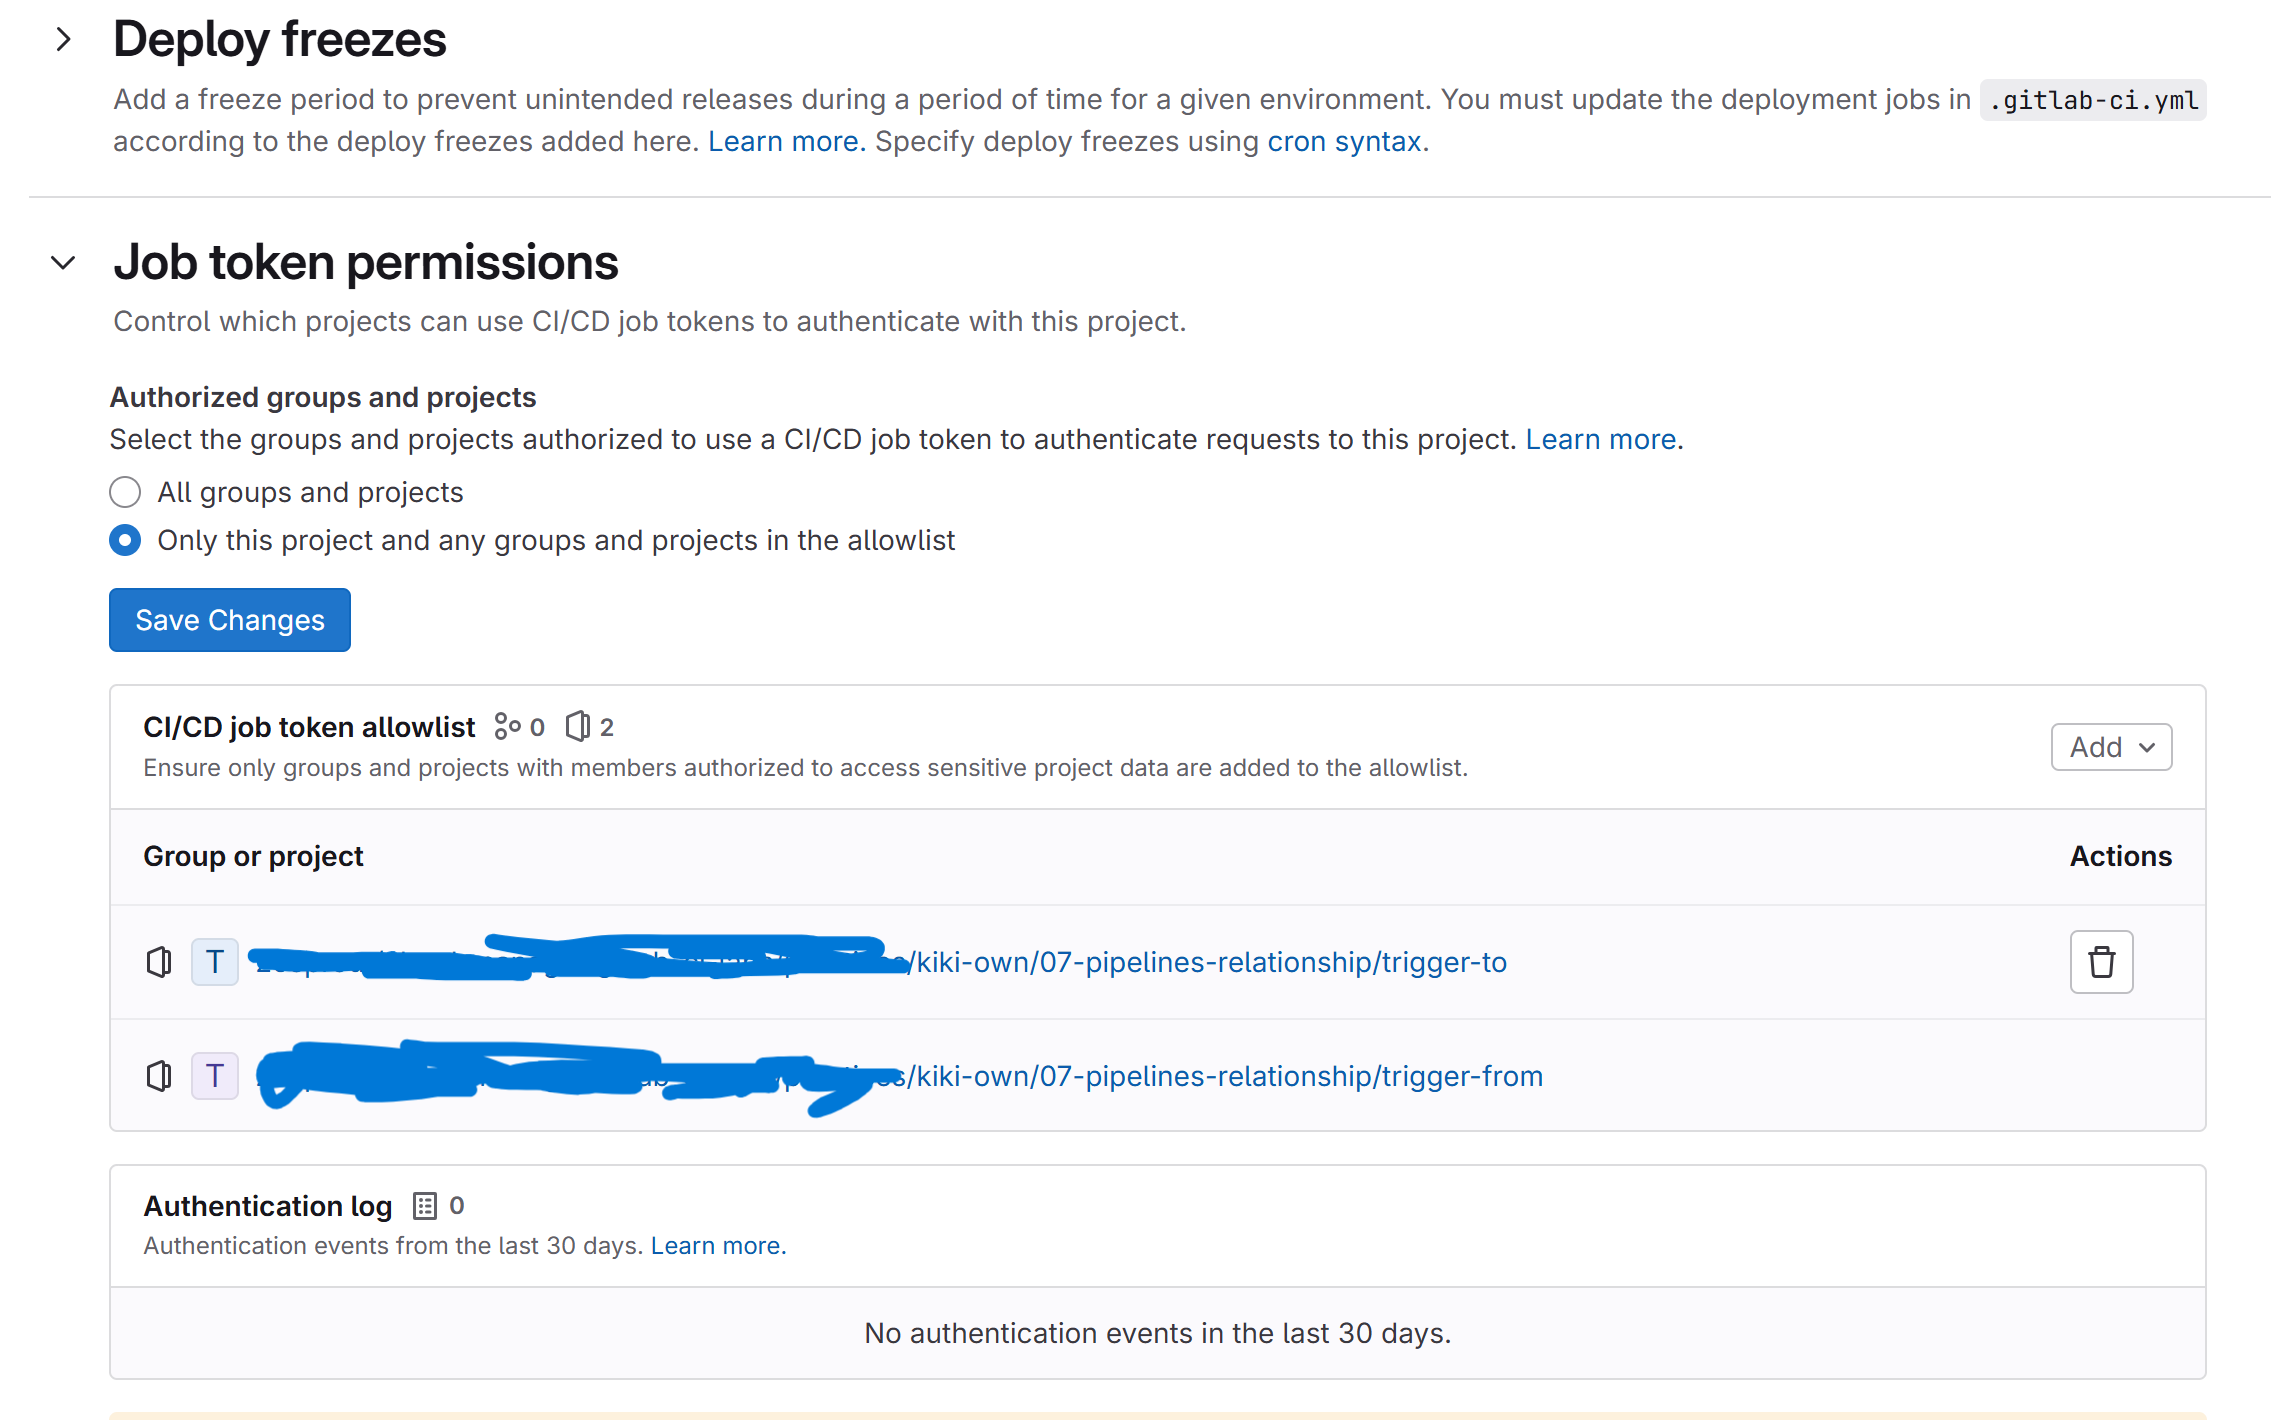 Deploy freezes
Add a freeze period to prevent unintended releases during a period of time for a given environment. You must update the deployment jobs in .gitlab-ci.yml
according to the deploy freezes added here. Learn more. Specify deploy freezes using cron syntax.
Job token permissions
Control which projects can use CI/CD job tokens to authenticate with this project.
Authorized groups and projects
Select the groups and projects authorized to use a CI/CD job token to authenticate requests to this project. Learn more.
All groups and projects
Only this project and any groups and projects in the allowlist
Save Changes
CI/CD job token allowlist 0 2
Add
Ensure only groups and projects with members authorized to access sensitive project data are added to the allowlist.
Group or project Actions
T /kiki-own/07-pipelines-relationship/trigger-to
T /kiki-own/07-pipelines-relationship/trigger-from
Authentication log 0
Authentication events from the last 30 days. Learn more.
No authentication events in the last 30 days.